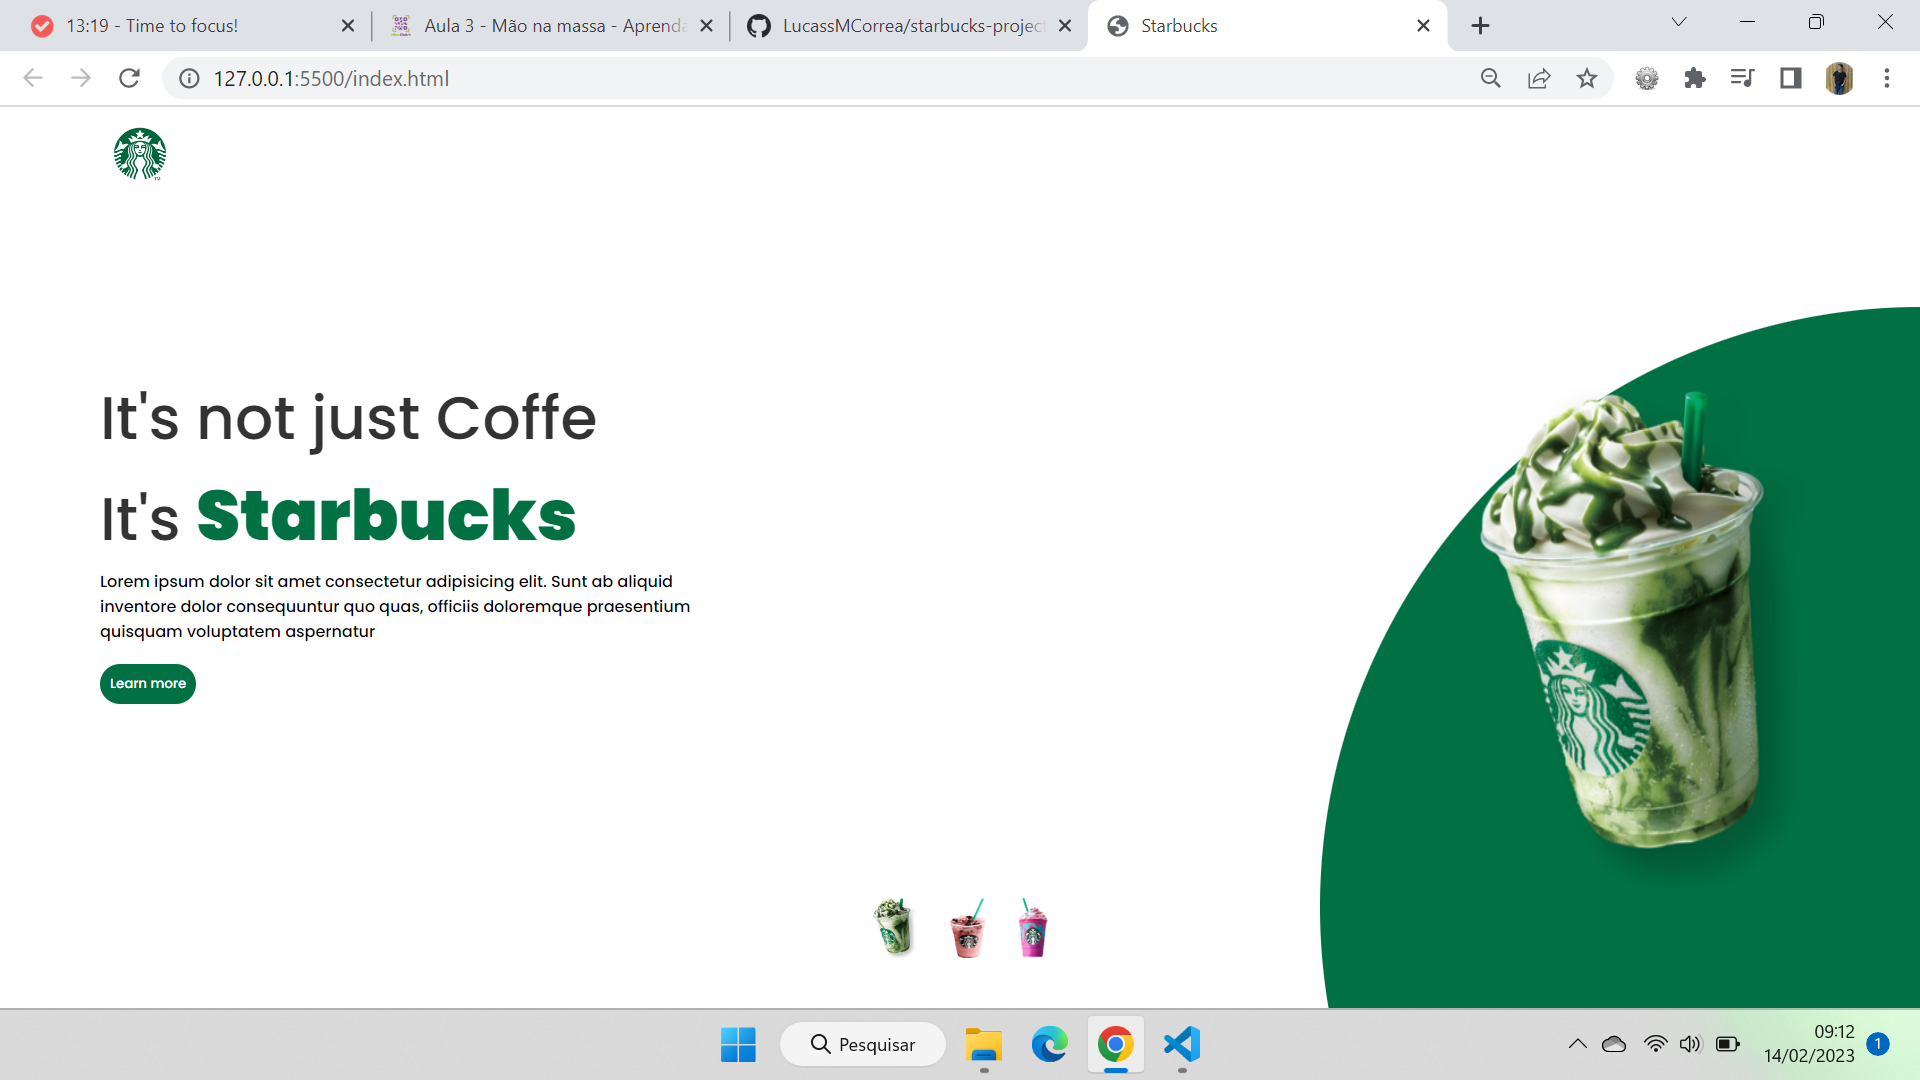 13:19 - Time to focus!
Aula 3 - Mão na massa - Aprenda
LucassMCorrea/starbucks-project
Starbucks
127.0.0.1:5500/index.html
It's not just Coffe
It's Starbucks
Lorem ipsum dolor sit amet consectetur adipisicing elit. Sunt ab aliquid
inventore dolor consequuntur quo quas, officiis doloremque praesentium
quisquam voluptatem aspernatur
Learn more
Pesquisar
09:12
14/02/2023
1